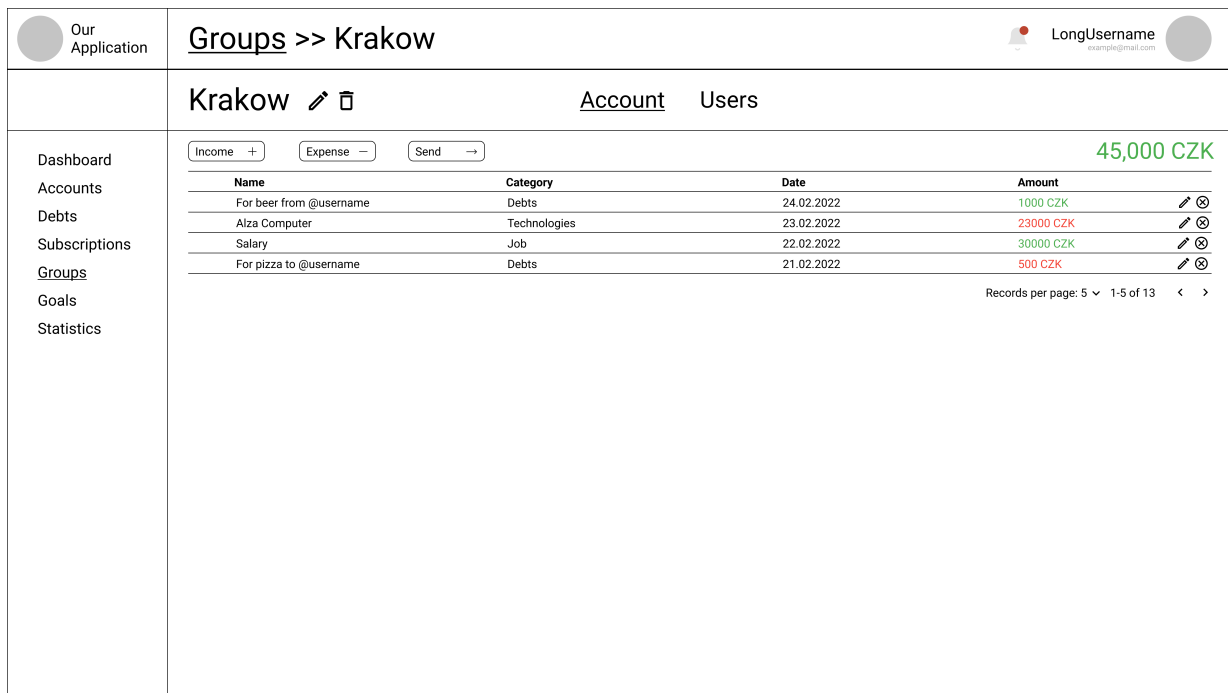 Our
Application
Groups >> Krakow
LongUsername
example@mail.com
Krakow
Account Users
Dashboard
Accounts
Debts
Subscriptions
Groups
Goals
Statistics
Income + Expense − Send →
45,000 CZK
Name Category Date Amount
For beer from @username Debts 24.02.2022 1000 CZK
Alza Computer Technologies 23.02.2022 23000 CZK
Salary Job 22.02.2022 30000 CZK
For pizza to @username Debts 21.02.2022 500 CZK
Records per page: 5 1-5 of 13